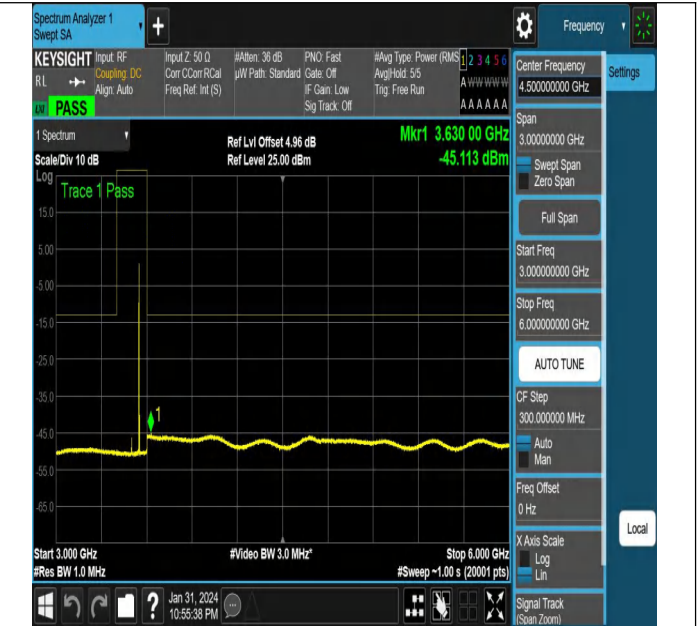 Spectrum Analyzer 1
Swept SA
+
Frequency
KEYSIGHT
Input: RF
Coupling: DC
Align: Auto
Input Z: 50 Ω
Corr CCorr RCal
Freq Ref: Int (S)
#Atten: 36 dB
µW Path: Standard
PNO: Fast
Gate: Off
IF Gain: Low
Sig Track: Off
#Avg Type: Power (RMS
Avg|Hold: 5/5
Trig: Free Run
1 2 3 4 5 6
A W W W W W
A A A A A A
R L
PASS
Center Frequency
4.500000000 GHz
Settings
1 Spectrum
Scale/Div 10 dB
Ref Lvl Offset 4.96 dB
Ref Level 25.00 dBm
Mkr1 3.630 00 GHz
-45.113 dBm
Span
3.00000000 GHz
Swept Span
Zero Span
Log
Trace 1 Pass
15.0
5.00
-5.00
-15.0
-25.0
-35.0
-45.0
-55.0
-65.0
1
Full Span
Start Freq
3.000000000 GHz
Stop Freq
6.000000000 GHz
AUTO TUNE
CF Step
300.000000 MHz
Auto
Man
Freq Offset
0 Hz
Local
X Axis Scale
Log
Lin
Signal Track
(Span Zoom)
Start 3.000 GHz
#Res BW 1.0 MHz
#Video BW 3.0 MHz*
Stop 6.000 GHz
#Sweep ~1.00 s (20001 pts)
?
Jan 31, 2024
10:55:38 PM